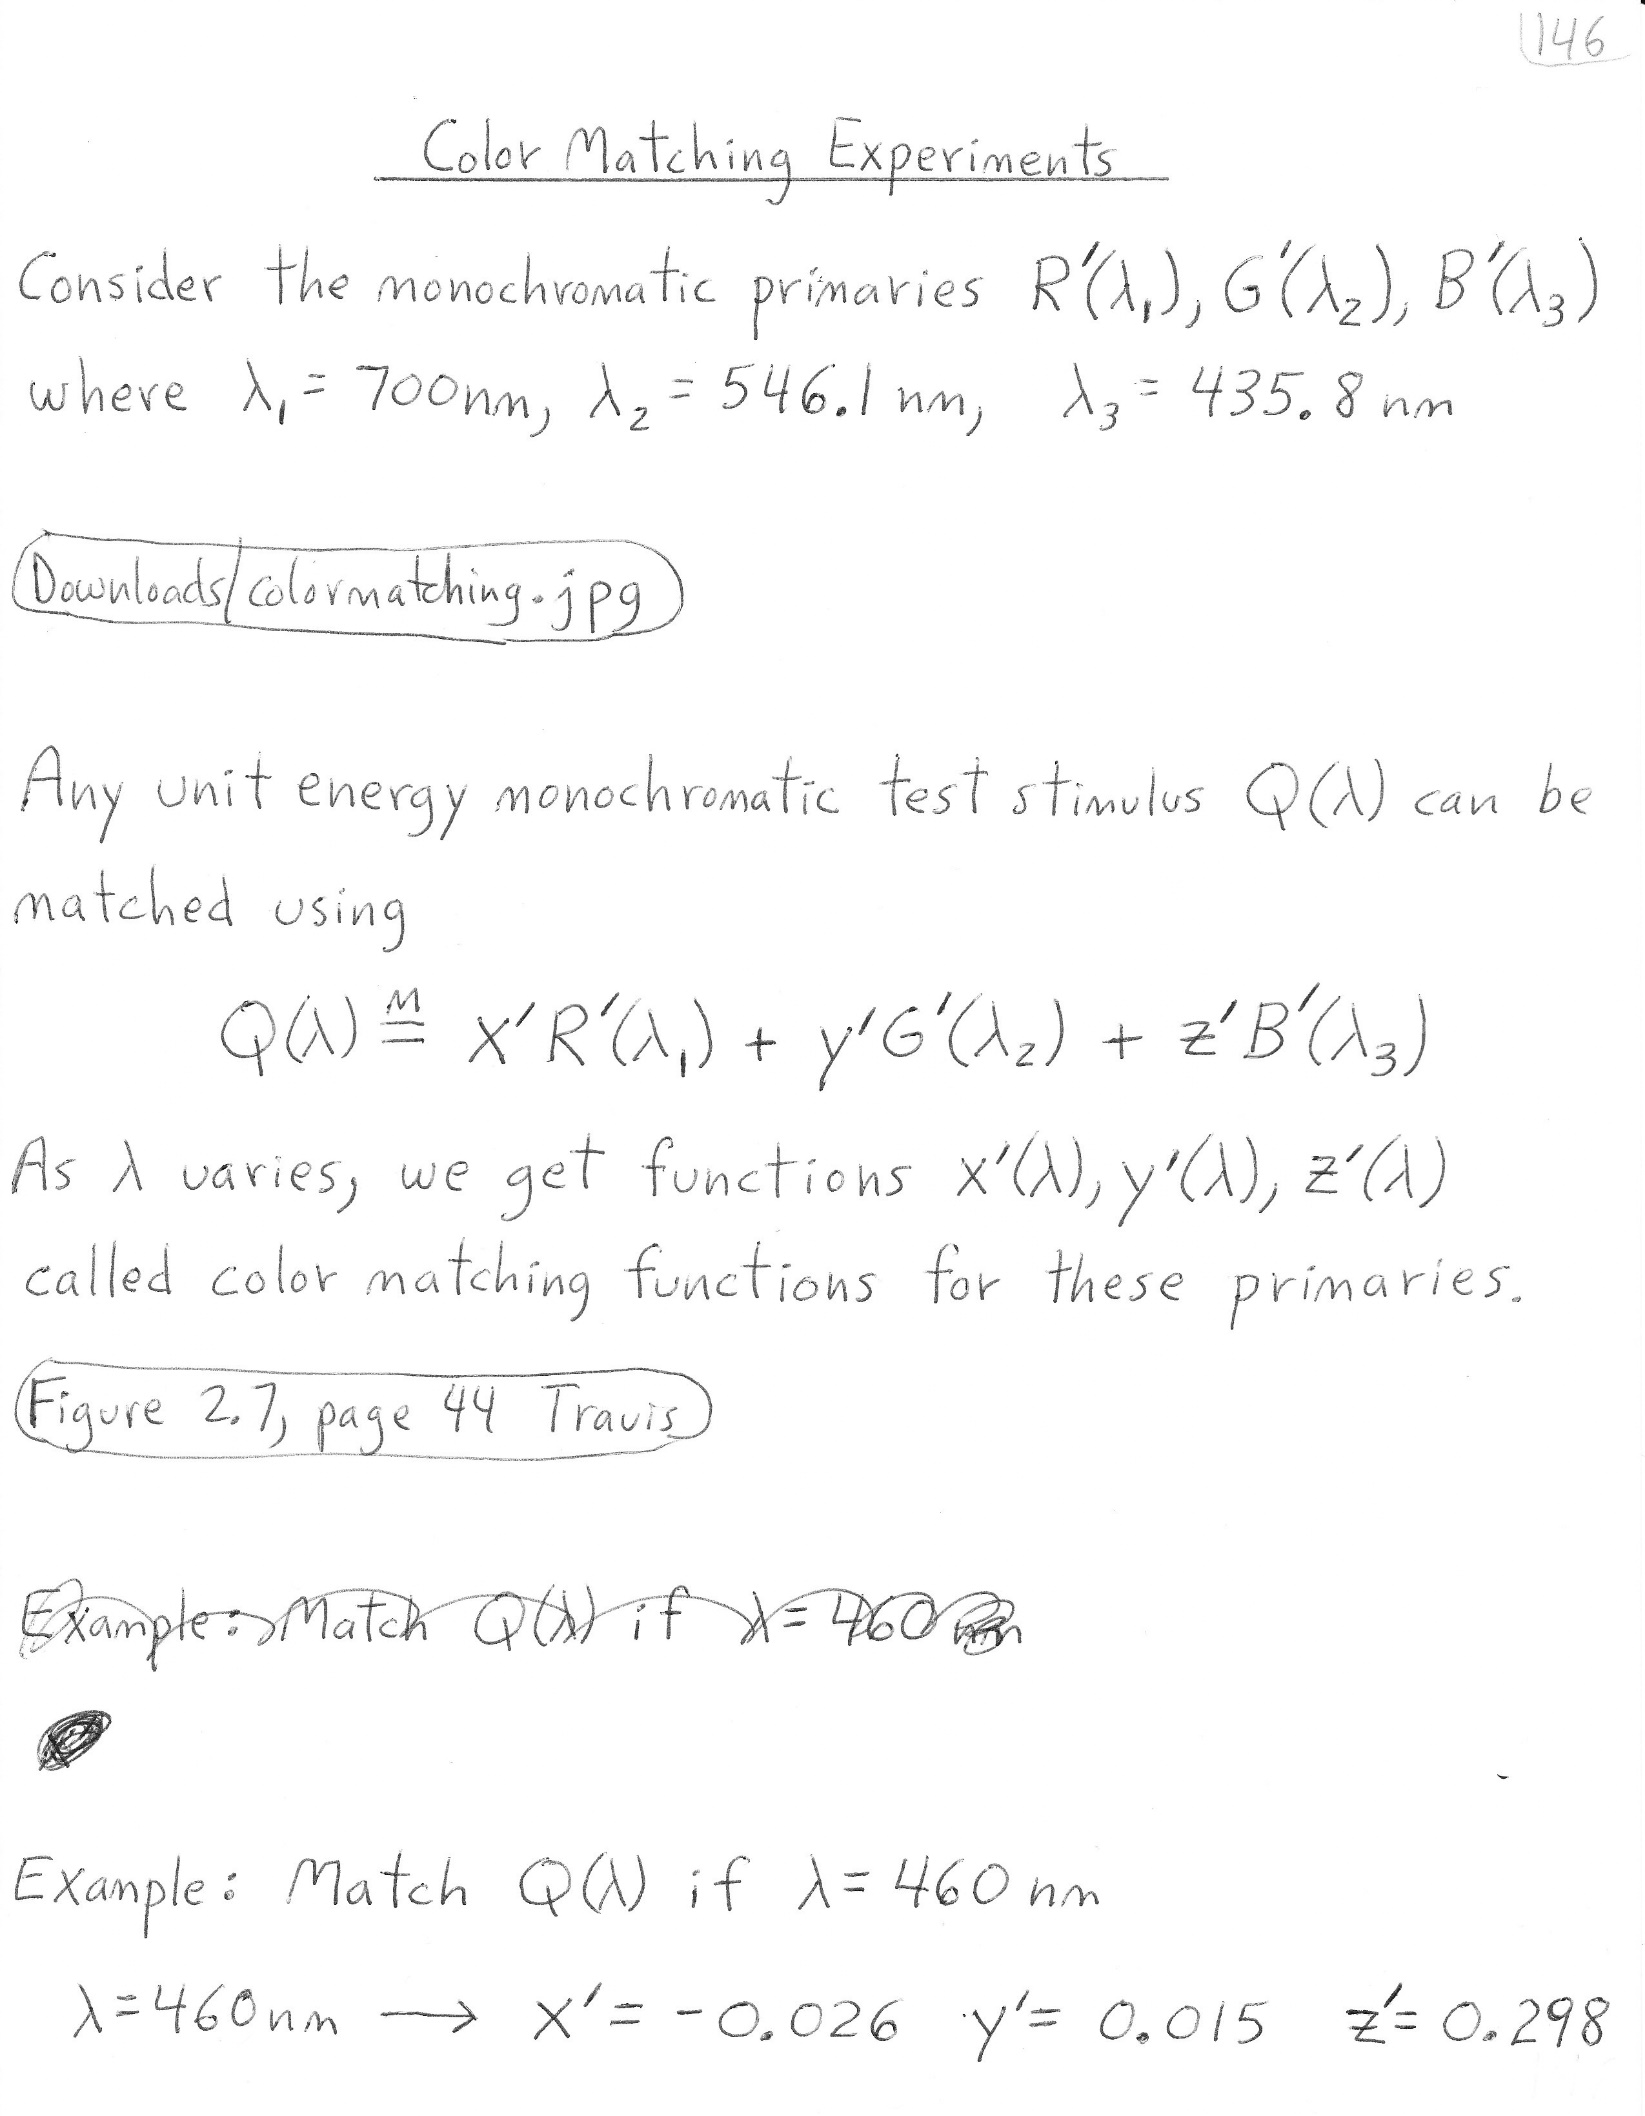 146
Color Matching Experiments
Consider the monochromatic primaries R'(λ₁), G'(λ₂), B'(λ₃)
where λ₁ = 700nm, λ₂ = 546.1 nm, λ₃ = 435.8 nm
Downloads/colormatching.jpg
Any unit energy monochromatic test stimulus Q(λ) can be
matched using
Q(λ) ≝ᴹ x'R'(λ₁) + y'G'(λ₂) + z'B'(λ₃)
As λ varies, we get functions x'(λ), y'(λ), z'(λ)
called color matching functions for these primaries.
Figure 2.7, page 44 Travis
Example: Match Q(λ) if λ = 460 nm
Example: Match Q(λ) if λ = 460 nm
λ = 460nm → x' = -0.026 y' = 0.015 z' = 0.298